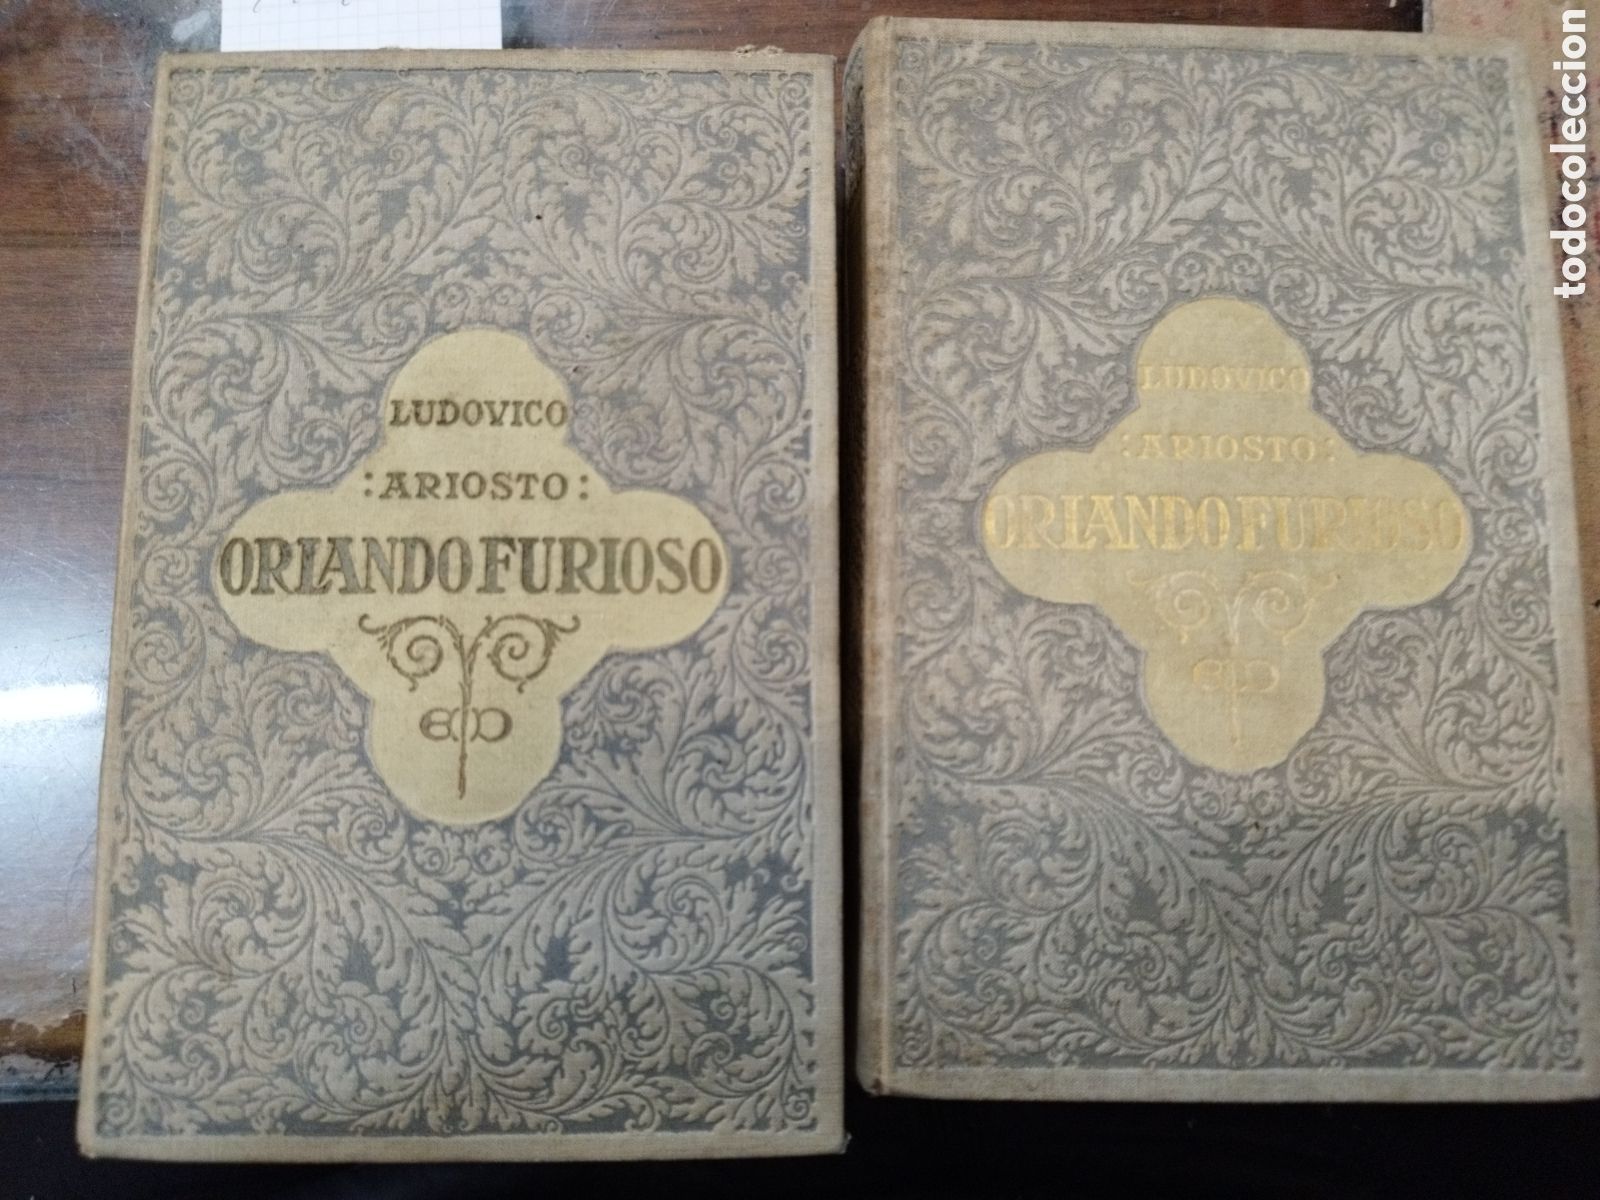 LUDOVICO
:ARIOSTO:
ORLANDO FURIOSO
LUDOVICO
:ARIOSTO:
ORLANDO FURIOSO
todocoleccion